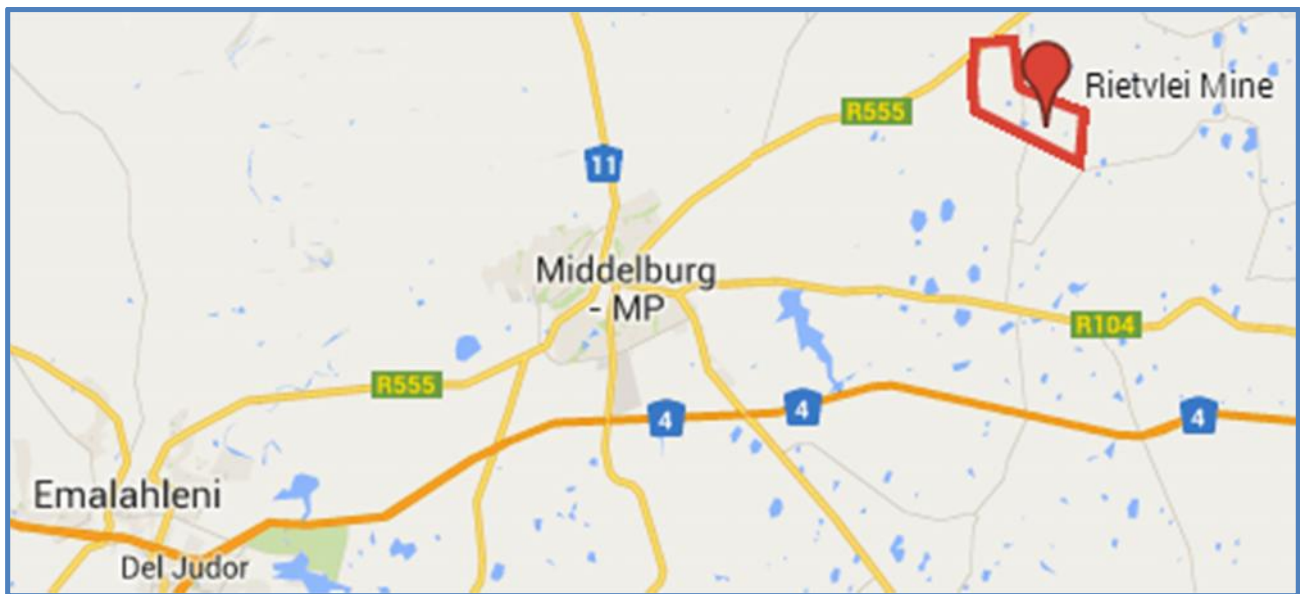 Rietvlei Mine
R555
11
Middelburg
- MP
R104
R555
4
4
4
Emalahleni
Del Judor